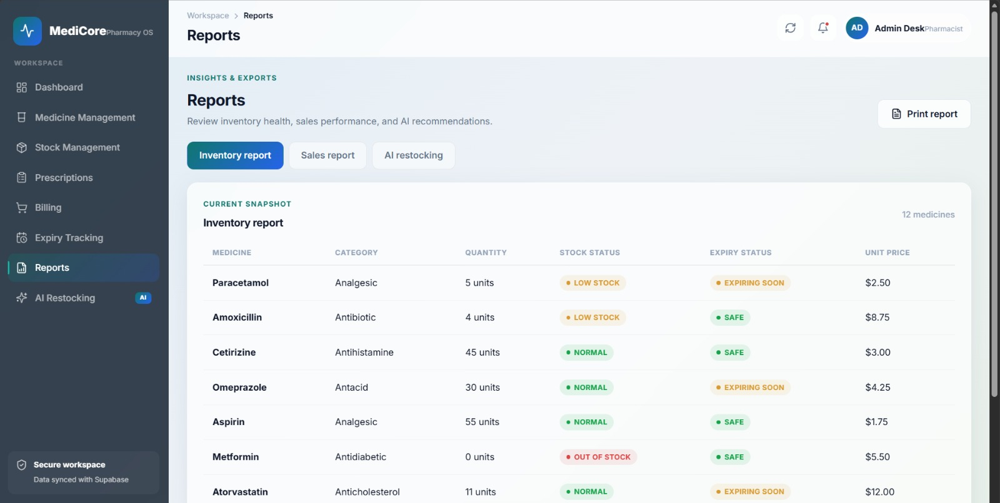 MediCore Pharmacy OS
WORKSPACE
Dashboard
Medicine Management
Stock Management
Prescriptions
Billing
Expiry Tracking
Reports
AI Restocking AI
Secure workspace
Data synced with Supabase
Workspace > Reports
Reports
AD Admin Desk Pharmacist
INSIGHTS & EXPORTS
Reports
Review inventory health, sales performance, and AI recommendations.
Print report
Inventory report Sales report AI restocking
CURRENT SNAPSHOT
Inventory report
12 medicines
MEDICINE CATEGORY QUANTITY STOCK STATUS EXPIRY STATUS UNIT PRICE
Paracetamol Analgesic 5 units LOW STOCK EXPIRING SOON $2.50
Amoxicillin Antibiotic 4 units LOW STOCK SAFE $8.75
Cetirizine Antihistamine 45 units NORMAL SAFE $3.00
Omeprazole Antacid 30 units NORMAL EXPIRING SOON $4.25
Aspirin Analgesic 55 units NORMAL SAFE $1.75
Metformin Antidiabetic 0 units OUT OF STOCK SAFE $5.50
Atorvastatin Anticholesterol 11 units NORMAL EXPIRING SOON $12.00